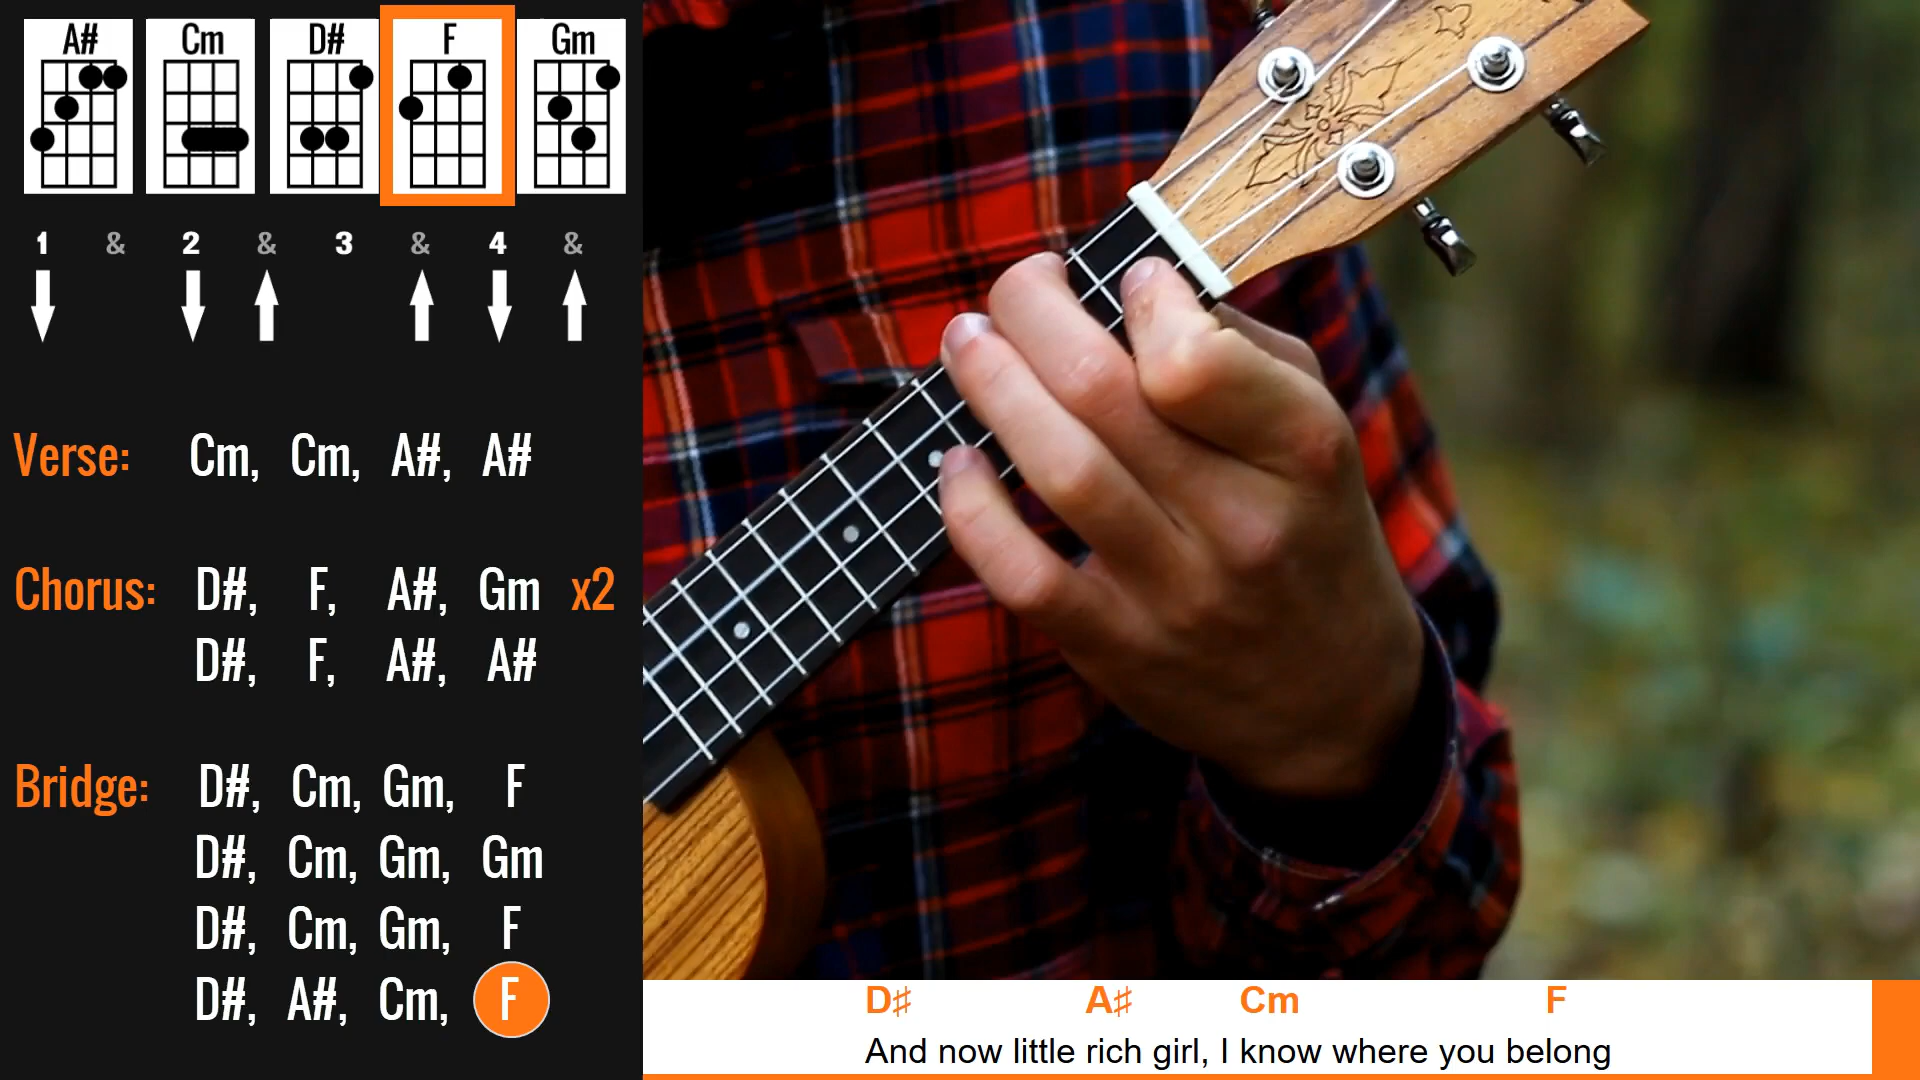 A# Cm D# F Gm
1 & 2 & 3 & 4 &
Verse: Cm, Cm, A#, A#
Chorus: D#, F, A#, Gm x2
D#, F, A#, A#
Bridge: D#, Cm, Gm, F
D#, Cm, Gm, Gm
D#, Cm, Gm, F
D#, A#, Cm, F
D♯ A♯ Cm F
And now little rich girl, I know where you belong